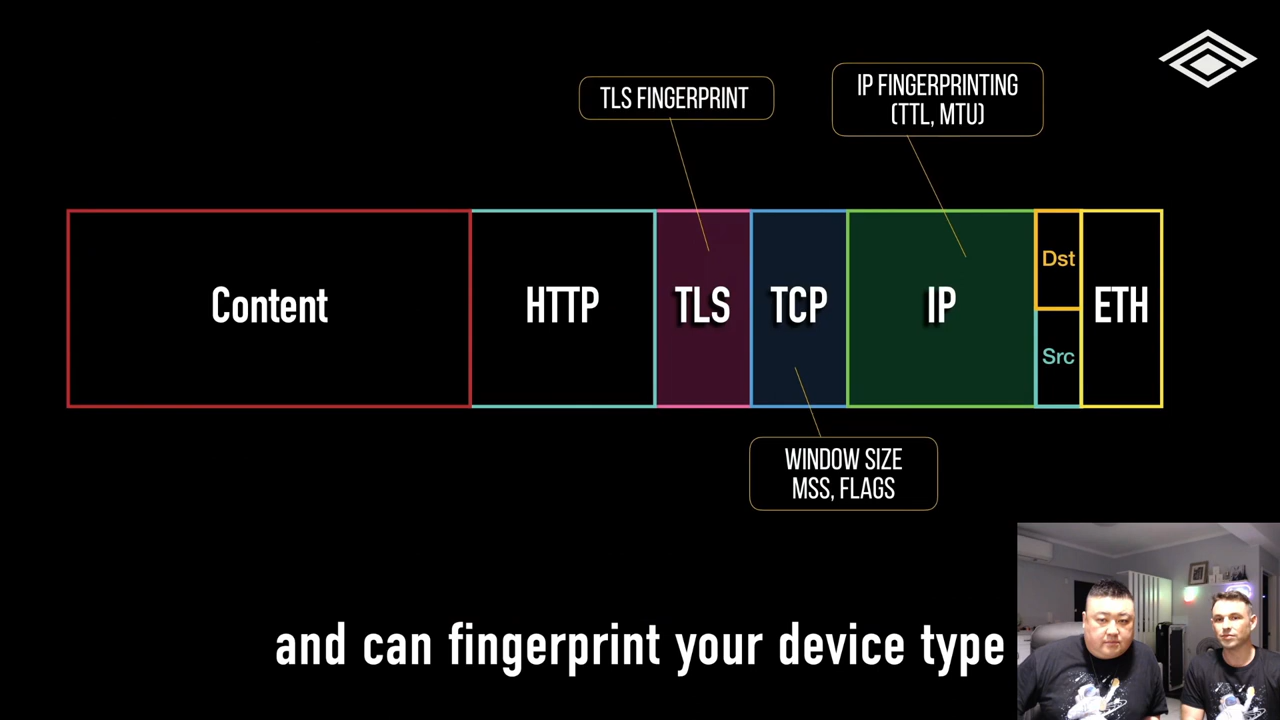 TLS FINGERPRINT
IP FINGERPRINTING
(TTL, MTU)
Content
HTTP
TLS
TCP
IP
Dst
Src
ETH
WINDOW SIZE
MSS, FLAGS
and can fingerprint your device type